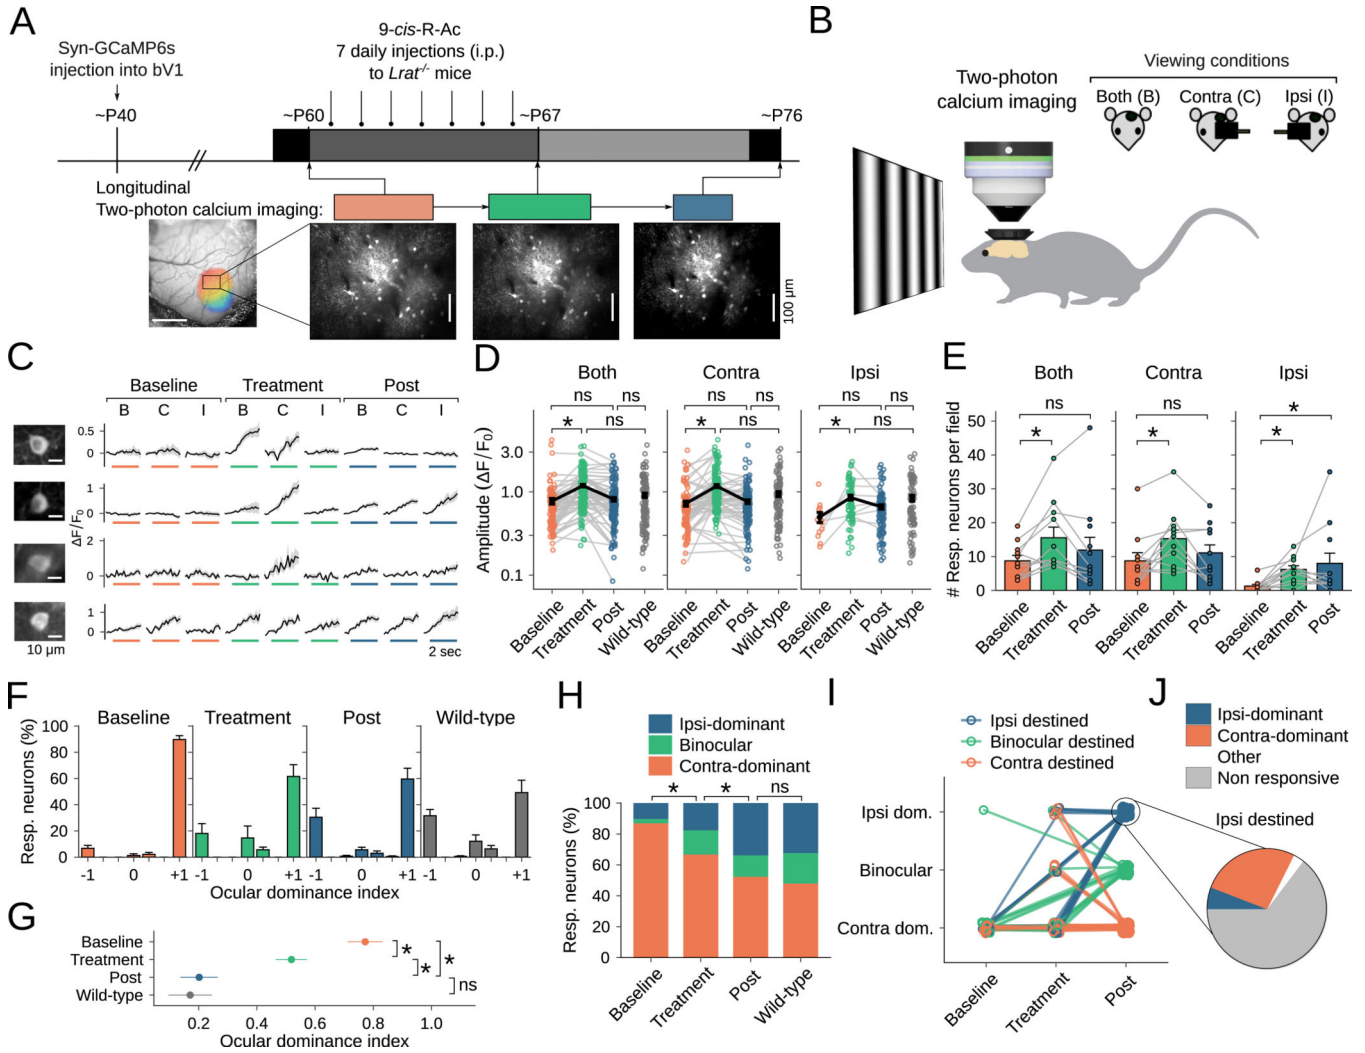 A
Syn-GCaMP6s
injection into bV1
9-cis-R-Ac
7 daily injections (i.p.)
to Lrat-/- mice
~P40
~P60
~P67
~P76
Longitudinal
Two-photon calcium imaging:
100 μm
B
Two-photon
calcium imaging
Viewing conditions
Both (B)
Contra (C)
Ipsi (I)
C
Baseline
Treatment
Post
B C I B C I B C I
0.5
0
1
0
2
0
1
0
ΔF/F0
10 μm
2 sec
D
Both
Contra
Ipsi
ns ns ns ns ns ns
* ns * ns * ns
Amplitude (ΔF/F0)
3.0
1.0
0.3
0.1
Baseline Treatment Post Wild-type
Baseline Treatment Post Wild-type
Baseline Treatment Post Wild-type
E
Both
Contra
Ipsi
ns ns *
* * *
# Resp. neurons per field
50
40
30
20
10
0
Baseline Treatment Post
Baseline Treatment Post
Baseline Treatment Post
F
Baseline
Treatment
Post
Wild-type
Resp. neurons (%)
100
80
60
40
20
0
-1 0 +1 -1 0 +1 -1 0 +1 -1 0 +1
Ocular dominance index
G
Baseline
Treatment
Post
Wild-type
* * *
ns
0.2 0.4 0.6 0.8 1.0
Ocular dominance index
H
Ipsi-dominant
Binocular
Contra-dominant
* * ns
Resp. neurons (%)
100
80
60
40
20
0
Baseline Treatment Post Wild-type
I
Ipsi destined
Binocular destined
Contra destined
Ipsi dom.
Binocular
Contra dom.
Baseline Treatment Post
J
Ipsi-dominant
Contra-dominant
Other
Non responsive
Ipsi destined